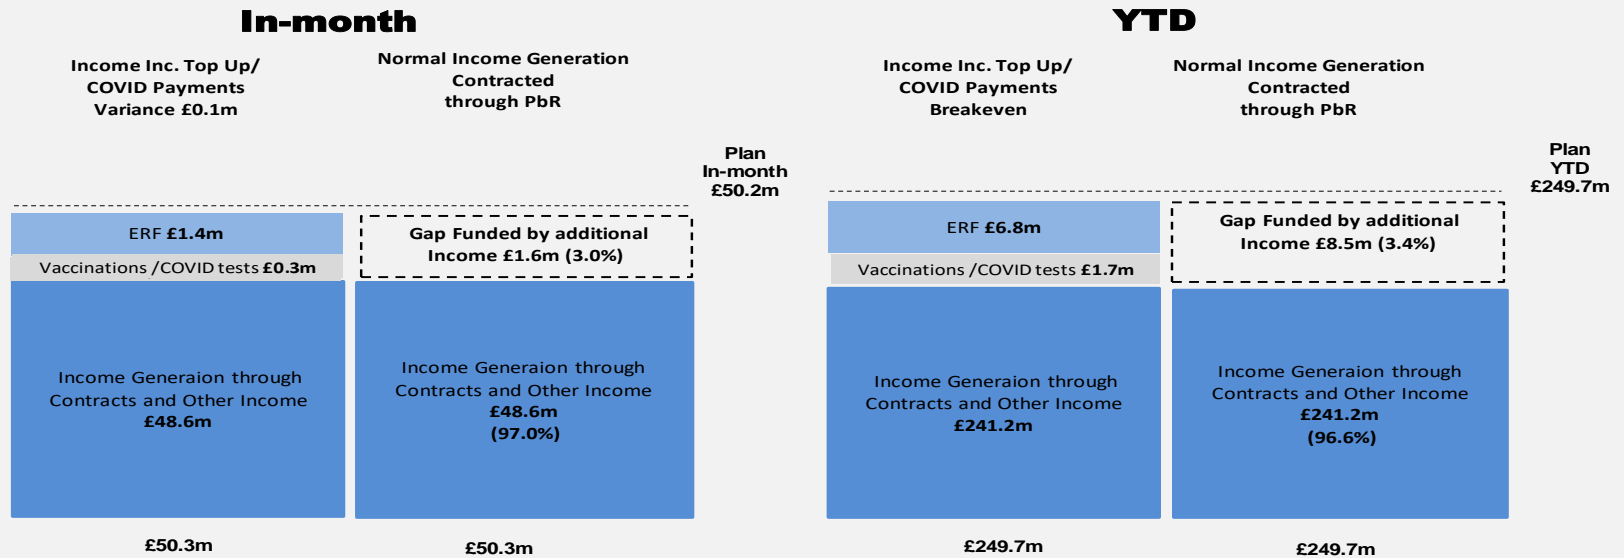 In-month
Income Inc. Top Up/
COVID Payments
Variance £0.1m
Normal Income Generation
Contracted
through PbR
Plan
In-month
£50.2m
ERF £1.4m
Vaccinations /COVID tests £0.3m
Income Generaion through
Contracts and Other Income
£48.6m
Gap Funded by additional
Income £1.6m (3.0%)
Income Generaion through
Contracts and Other Income
£48.6m
(97.0%)
£50.3m
£50.3m
YTD
Income Inc. Top Up/
COVID Payments
Breakeven
Normal Income Generation
Contracted
through PbR
Plan
YTD
£249.7m
ERF £6.8m
Vaccinations /COVID tests £1.7m
Income Generaion through
Contracts and Other Income
£241.2m
Gap Funded by additional
Income £8.5m (3.4%)
Income Generaion through
Contracts and Other Income
£241.2m
(96.6%)
£249.7m
£249.7m